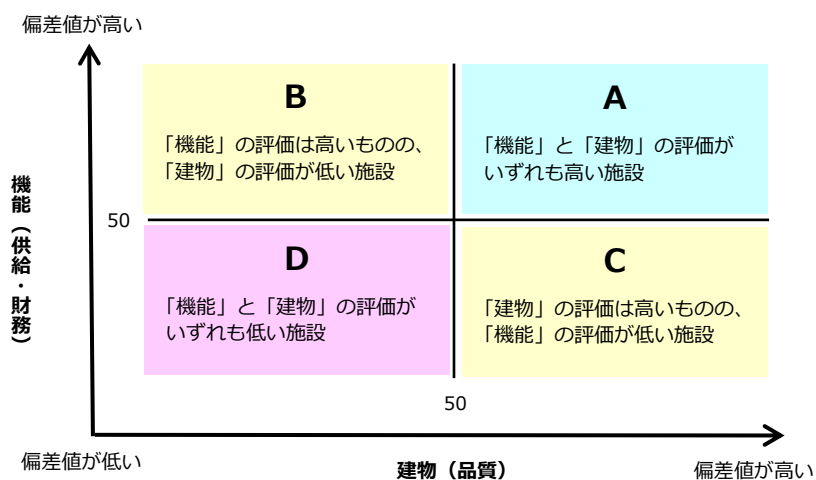 偏差値が高い
B
「機能」の評価は高いものの、
「建物」の評価が低い施設
A
「機能」と「建物」の評価が
いずれも高い施設
機能（供給・財務）
50
D
「機能」と「建物」の評価が
いずれも低い施設
C
「建物」の評価は高いものの、
「機能」の評価が低い施設
50
偏差値が低い
建物（品質）
偏差値が高い